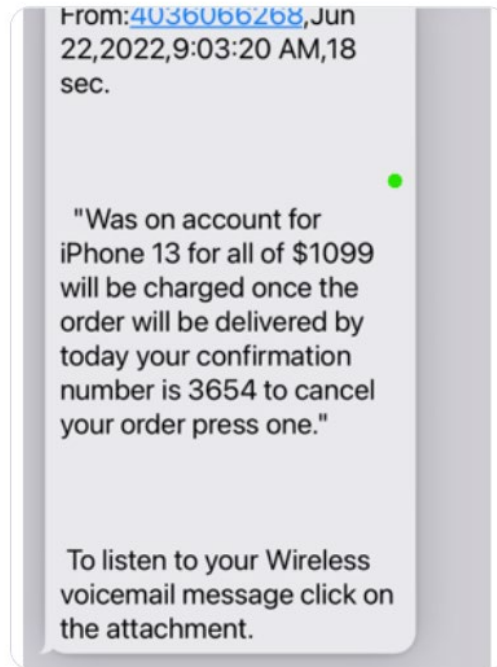 From:4036066268,Jun
22,2022,9:03:20 AM,18
sec.
"Was on account for
iPhone 13 for all of $1099
will be charged once the
order will be delivered by
today your confirmation
number is 3654 to cancel
your order press one."
To listen to your Wireless
voicemail message click on
the attachment.